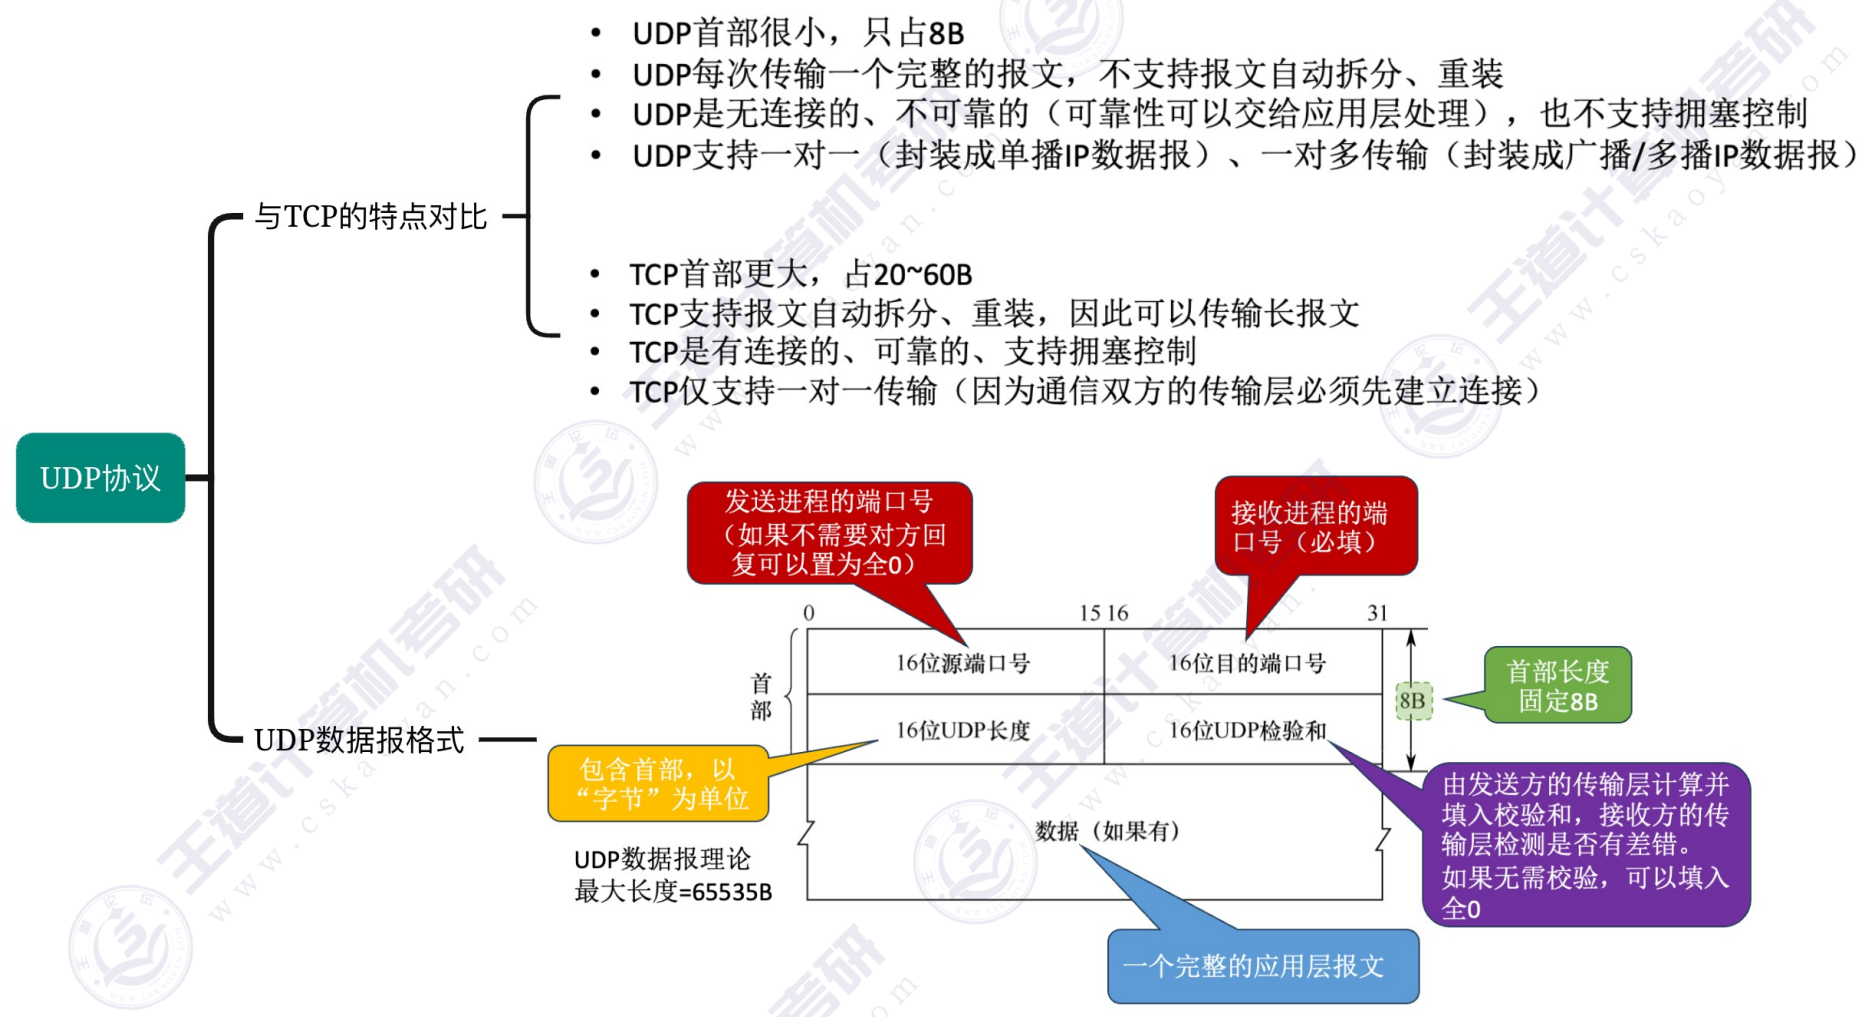 • UDP首部很小，只占8B
• UDP每次传输一个完整的报文，不支持报文自动拆分、重装
• UDP是无连接的、不可靠的（可靠性可以交给应用层处理），也不支持拥塞控制
• UDP支持一对一（封装成单播IP数据报）、一对多传输（封装成广播/多播IP数据报）
与TCP的特点对比
• TCP首部更大，占20~60B
• TCP支持报文自动拆分、重装，因此可以传输长报文
• TCP是有连接的、可靠的、支持拥塞控制
• TCP仅支持一对一传输（因为通信双方的传输层必须先建立连接）
UDP协议
发送进程的端口号
（如果不需要对方回
复可以置为全0）
接收进程的端
口号（必填）
0 15 16 31
16位源端口号 16位目的端口号
首
部
8B
首部长度
固定8B
16位UDP长度 16位UDP检验和
UDP数据报格式
包含首部，以
“字节”为单位
由发送方的传输层计算并
填入校验和，接收方的传
输层检测是否有差错。
如果无需校验，可以填入
全0
数据（如果有）
UDP数据报理论
最大长度=65535B
一个完整的应用层报文
王道计算机考研
www.cskaoyan.com